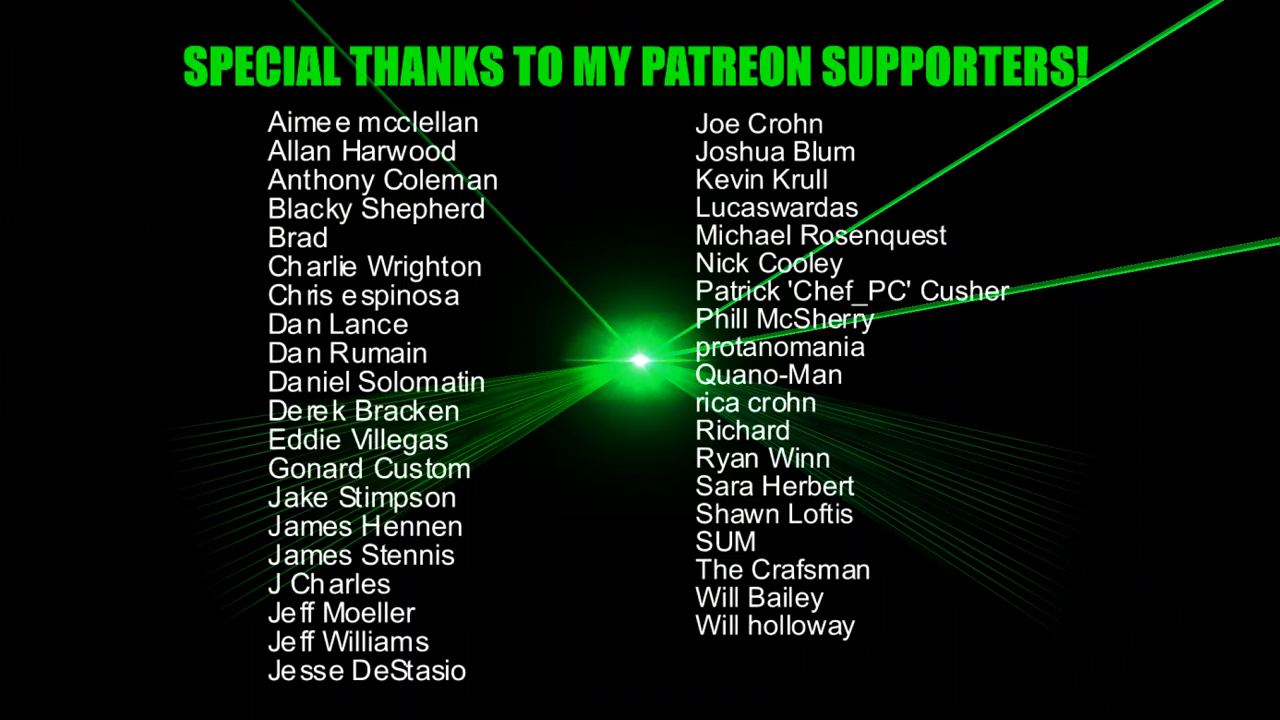 SPECIAL THANKS TO MY PATREON SUPPORTERS!
Aimee mcclellan
Allan Harwood
Anthony Coleman
Blacky Shepherd
Brad
Charlie Wrighton
Chris espinosa
Dan Lance
Dan Rumain
Daniel Solomatin
Derek Bracken
Eddie Villegas
Gonard Custom
Jake Stimpson
James Hennen
James Stennis
J Charles
Jeff Moeller
Jeff Williams
Jesse DeStasio
Joe Crohn
Joshua Blum
Kevin Krull
Lucaswardas
Michael Rosenquest
Nick Cooley
Patrick 'Chef_PC' Cusher
Phill McSherry
protanomania
Quano-Man
rica crohn
Richard
Ryan Winn
Sara Herbert
Shawn Loftis
SUM
The Crafsman
Will Bailey
Will holloway